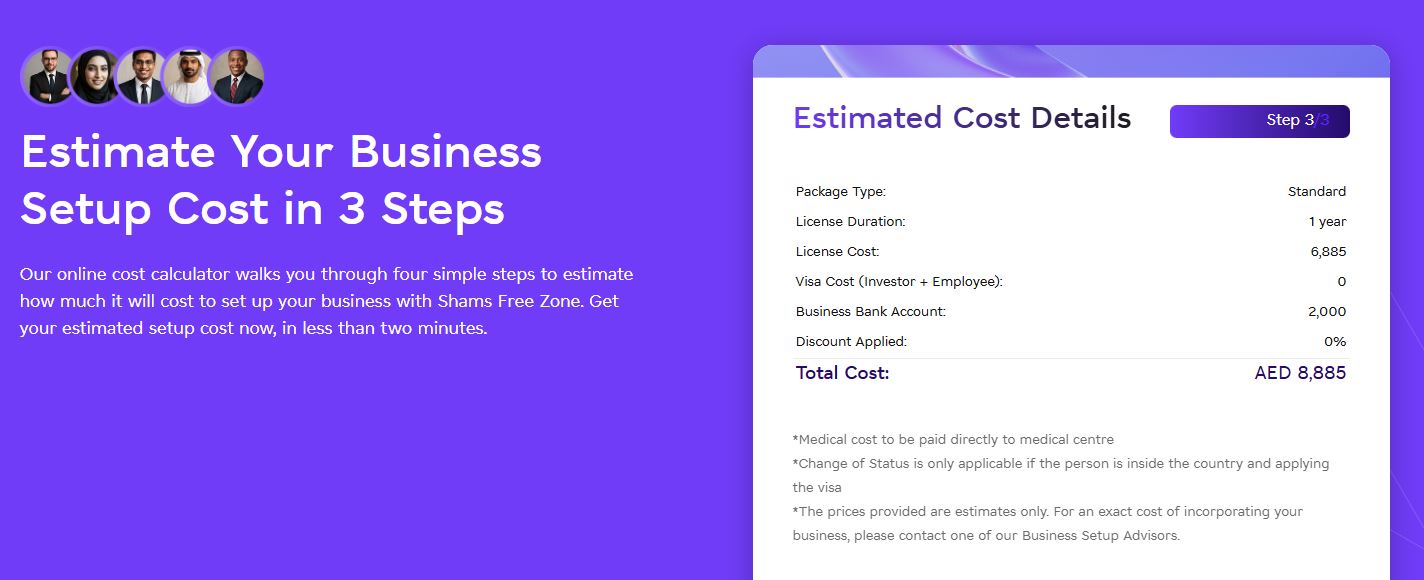 Estimate Your Business
Setup Cost in 3 Steps
Our online cost calculator walks you through four simple steps to estimate
how much it will cost to set up your business with Shams Free Zone. Get
your estimated setup cost now, in less than two minutes.
Estimated Cost Details
Step 3/3
Package Type: Standard
License Duration: 1 year
License Cost: 6,885
Visa Cost (Investor + Employee): 0
Business Bank Account: 2,000
Discount Applied: 0%
Total Cost: AED 8,885
*Medical cost to be paid directly to medical centre
*Change of Status is only applicable if the person is inside the country and applying
the visa
*The prices provided are estimates only. For an exact cost of incorporating your
business, please contact one of our Business Setup Advisors.